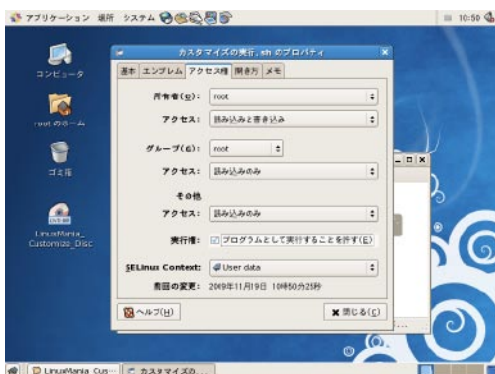 アプリケーション 場所 システム
10:50
コンピュータ
root のホーム
ゴミ箱
LinuxMania_
Customize_Disc
カスタマイズの実行.sh のプロパティ
基本 エンブレム アクセス権 開き方 メモ
所有者(o): root
アクセス: 読み込みと書き込み
グループ(G): root
アクセス: 読み込みのみ
その他
アクセス: 読み込みのみ
実行権: プログラムとして実行することを許す(E)
SELinux Context: User data
前回の変更: 2009年11月19日 10時50分25秒
ヘルプ(H) 閉じる(C)
LinuxMania Cus… カスタマイズの...